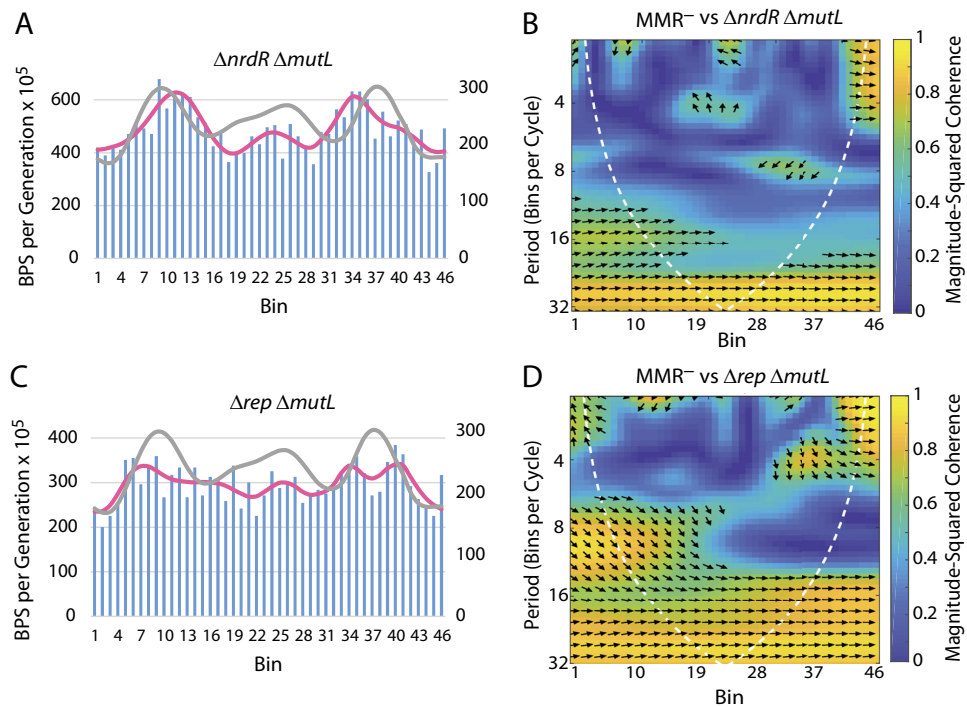 A
ΔnrdR ΔmutL
BPS per Generation x 10⁵
600
400
200
0
300
200
100
0
1 4 7 10 13 16 19 22 25 28 31 34 37 40 43 46
Bin
B
MMR⁻ vs ΔnrdR ΔmutL
Period (Bins per Cycle)
4
8
16
32
1 10 19 28 37 46
Bin
1
0.8
0.6
0.4
0.2
0
Magnitude-Squared Coherence
C
Δrep ΔmutL
BPS per Generation x 10⁵
400
300
200
100
0
300
200
100
0
1 4 7 10 13 16 19 22 25 28 31 34 37 40 43 46
Bin
D
MMR⁻ vs Δrep ΔmutL
Period (Bins per Cycle)
4
8
16
32
1 10 19 28 37 46
Bin
1
0.8
0.6
0.4
0.2
0
Magnitude-Squared Coherence